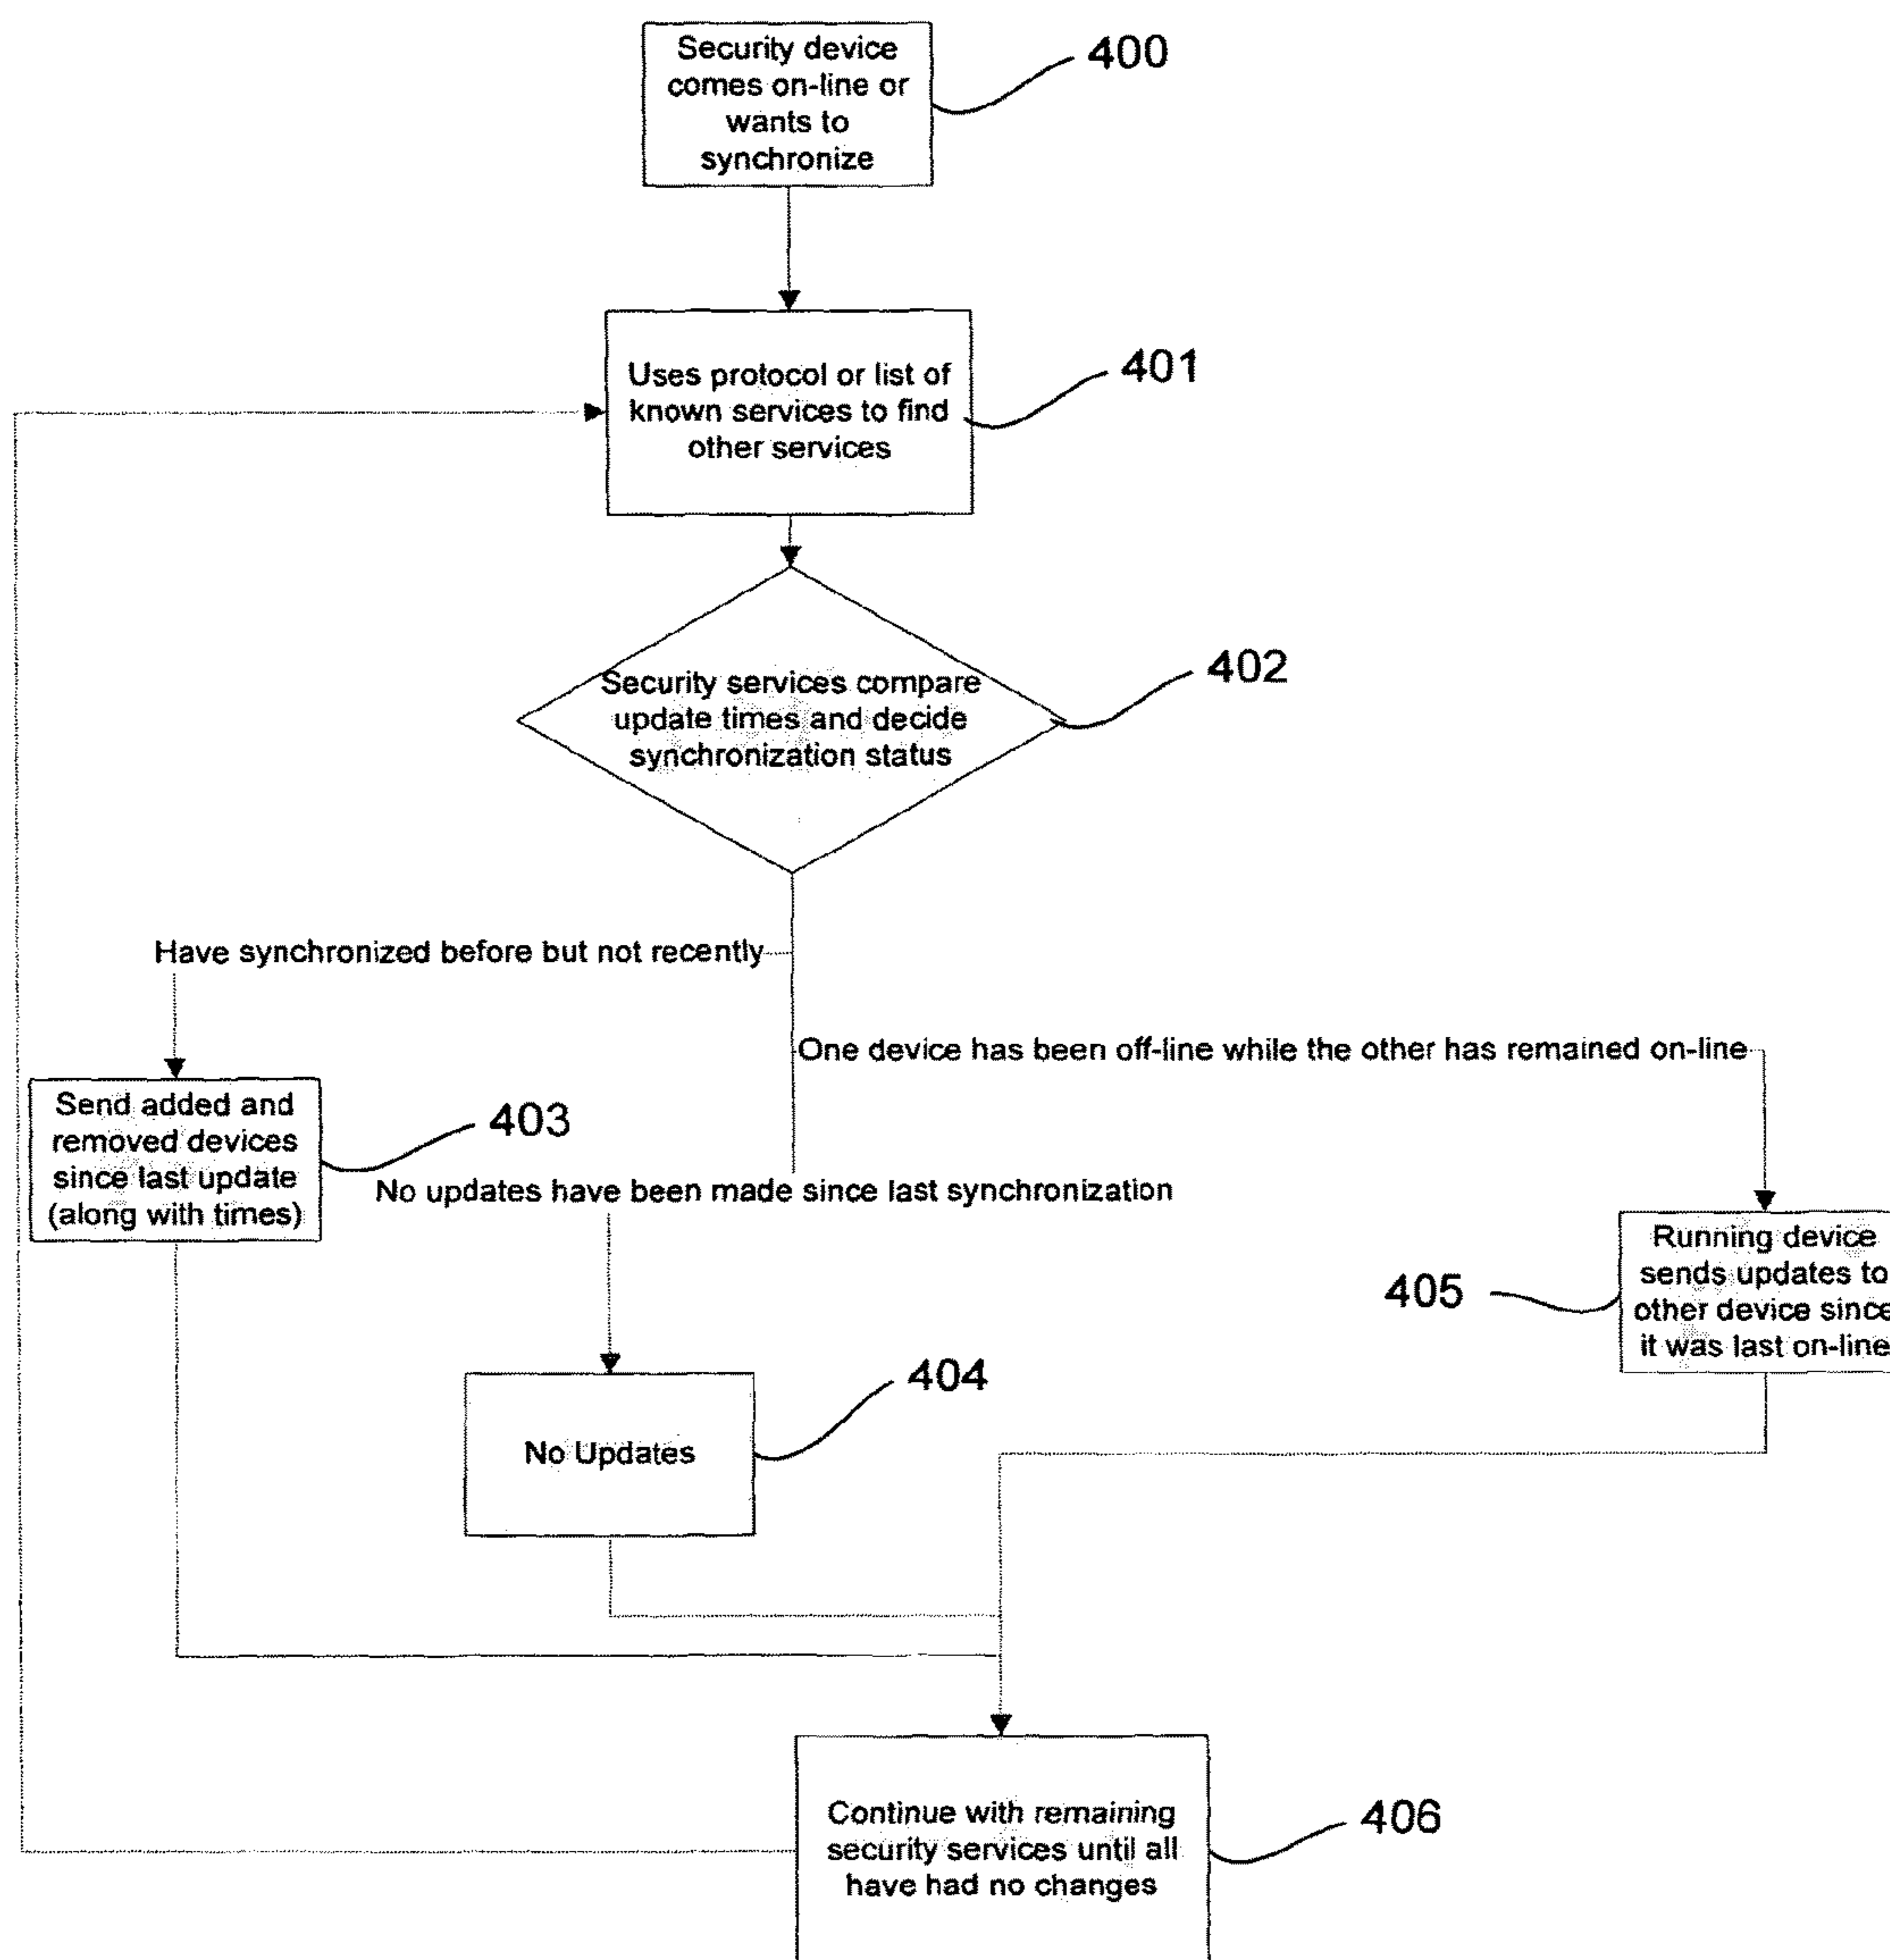 Security device
comes on-line or
wants to
synchronize
400
Uses protocol or list of
known services to find
other services
401
Security services compare
update times and decide
synchronization status
402
Have synchronized before but not recently
One device has been off-line while the other has remained on-line
Send added and
removed devices
since last update
(along with times)
403
No updates have been made since last synchronization
Running device
sends updates to
other device since
it was last on-line
405
No Updates
404
Continue with remaining
security services until all
have had no changes
406